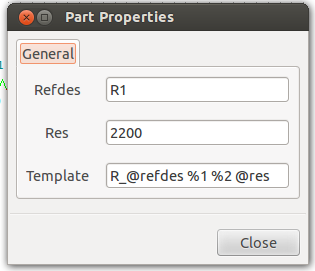 Part Properties
General
Refdes R1
Res 2200
Template R_@refdes %1 %2 @res
Close